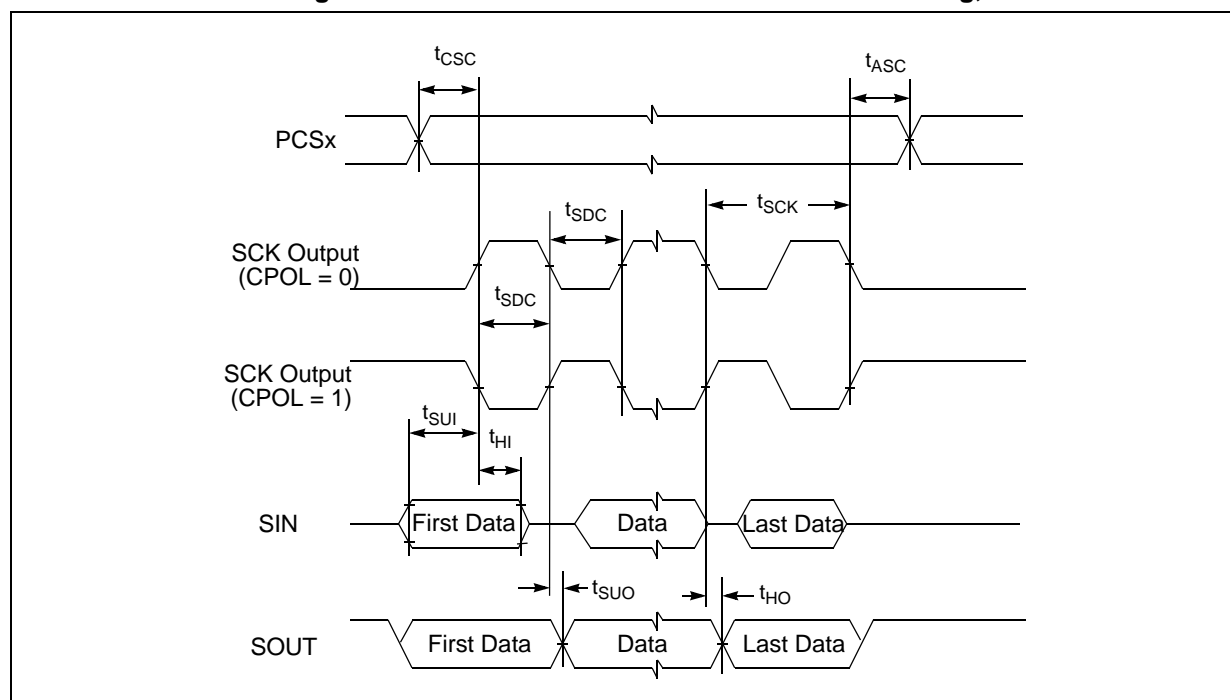 tCSC
tASC
PCSx
tSCK
tSDC
SCK Output
(CPOL = 0)
tSDC
SCK Output
(CPOL = 1)
tSUI
tHI
SIN
First Data
Data
Last Data
tSUO
tHO
SOUT
First Data
Data
Last Data